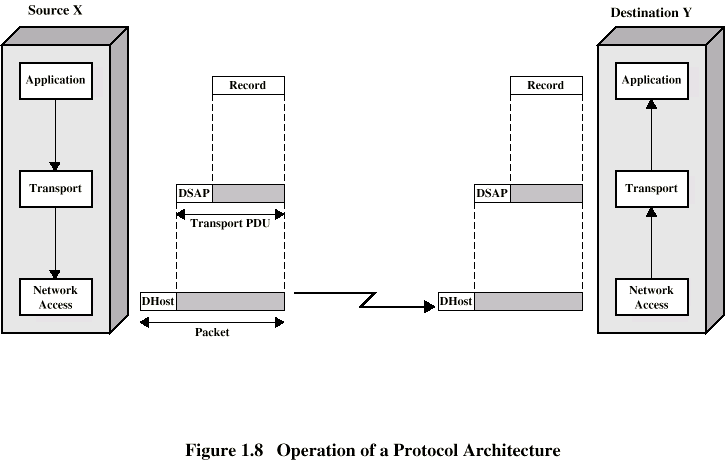 Source X
Destination Y
Application
Record
Record
Application
Transport
DSAP
DSAP
Transport
Transport PDU
Network
Access
DHost
DHost
Network
Access
Packet
Figure 1.8 Operation of a Protocol Architecture